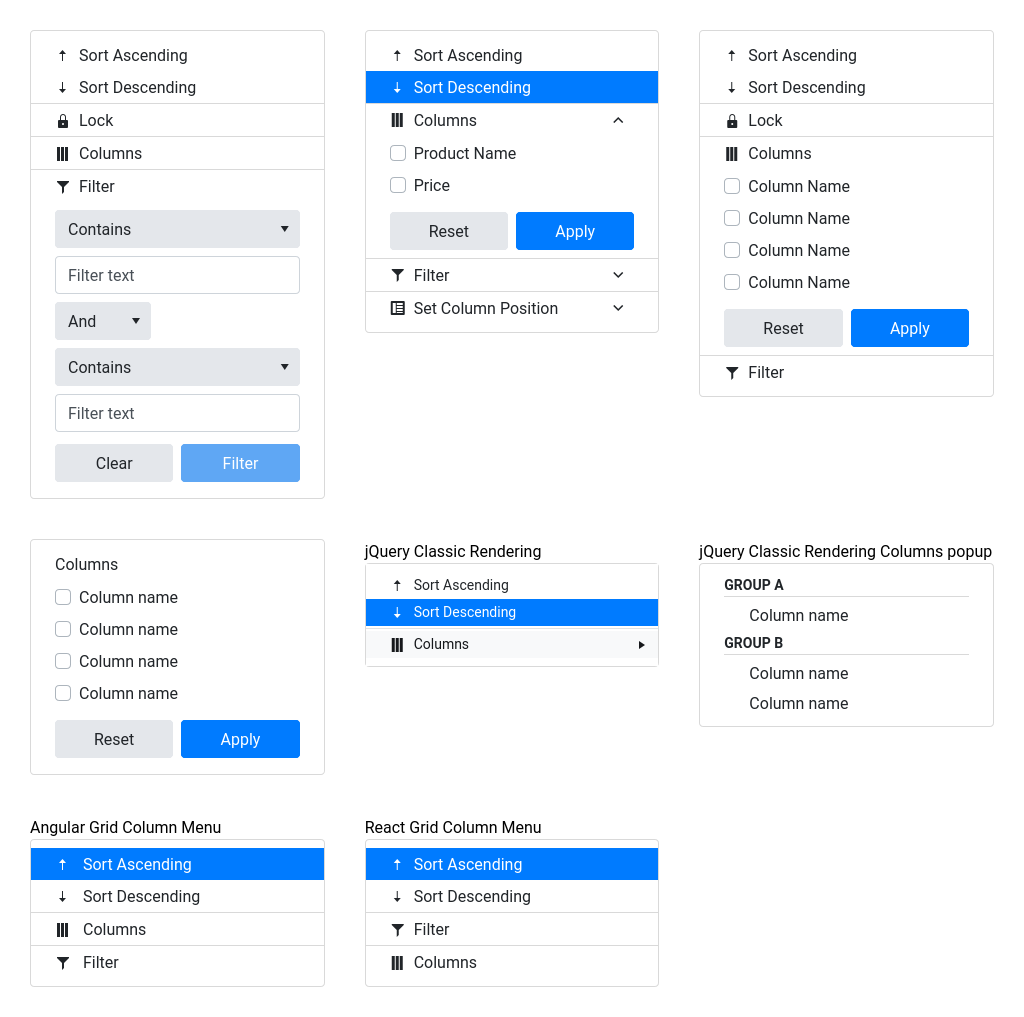 Sort Ascending
Sort Descending
Lock
Columns
Filter
Contains
Filter text
And
Contains
Filter text
Clear
Filter
Sort Ascending
Sort Descending
Columns
Product Name
Price
Reset
Apply
Filter
Set Column Position
Sort Ascending
Sort Descending
Lock
Columns
Column Name
Column Name
Column Name
Column Name
Reset
Apply
Filter
Columns
Column name
Column name
Column name
Column name
Reset
Apply
jQuery Classic Rendering
Sort Ascending
Sort Descending
Columns
jQuery Classic Rendering Columns popup
GROUP A
Column name
GROUP B
Column name
Column name
Angular Grid Column Menu
Sort Ascending
Sort Descending
Columns
Filter
React Grid Column Menu
Sort Ascending
Sort Descending
Filter
Columns